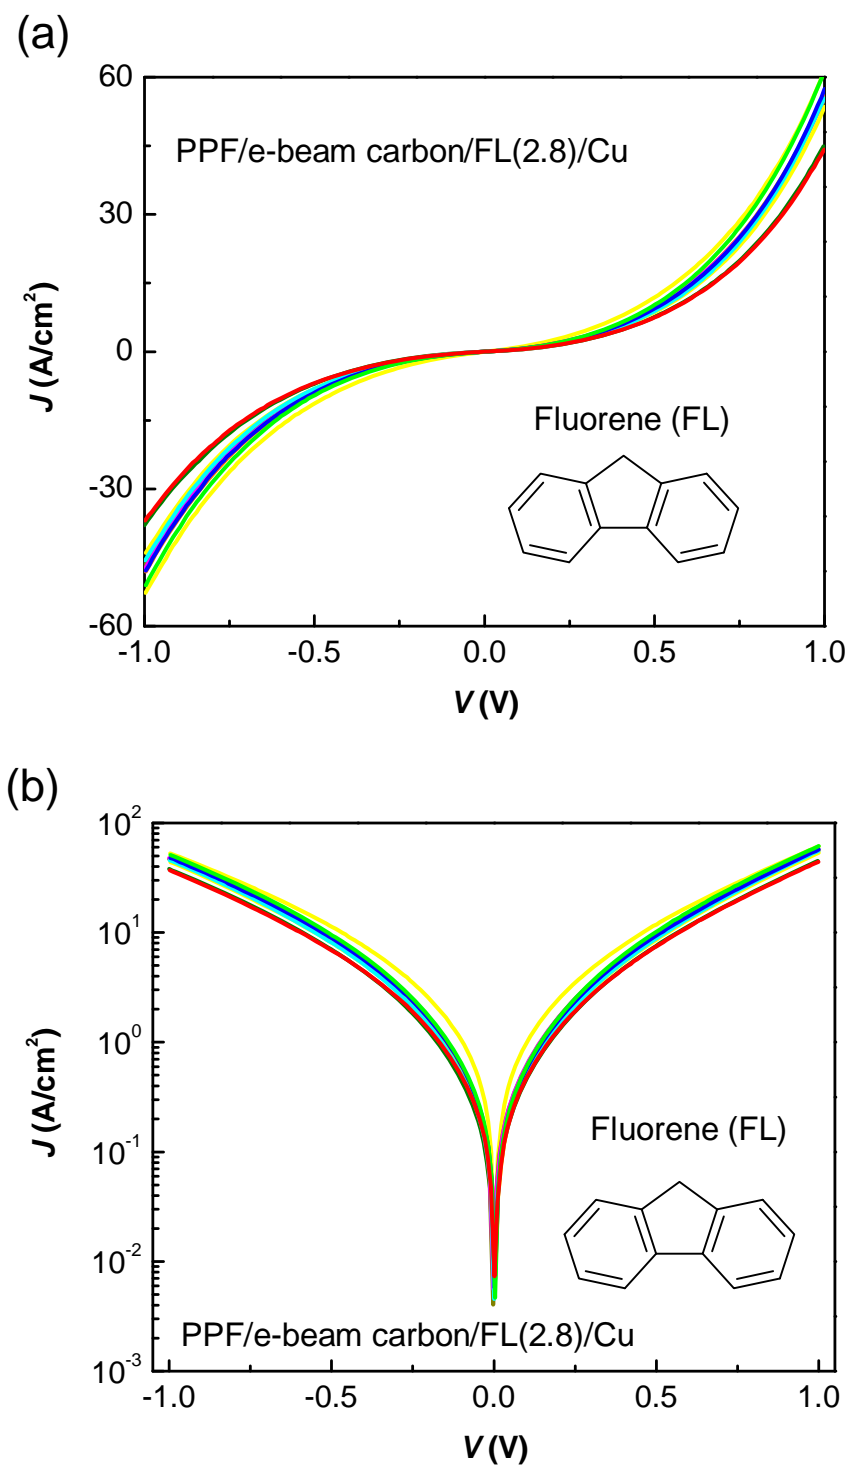 (a)
60
PPF/e-beam carbon/FL(2.8)/Cu
30
0
J (A/cm²)
Fluorene (FL)
-30
-60
-1.0 -0.5 0.0 0.5 1.0
V (V)
(b)
10²
10¹
10⁰
J (A/cm²)
Fluorene (FL)
10⁻¹
10⁻²
PPF/e-beam carbon/FL(2.8)/Cu
10⁻³
-1.0 -0.5 0.0 0.5 1.0
V (V)